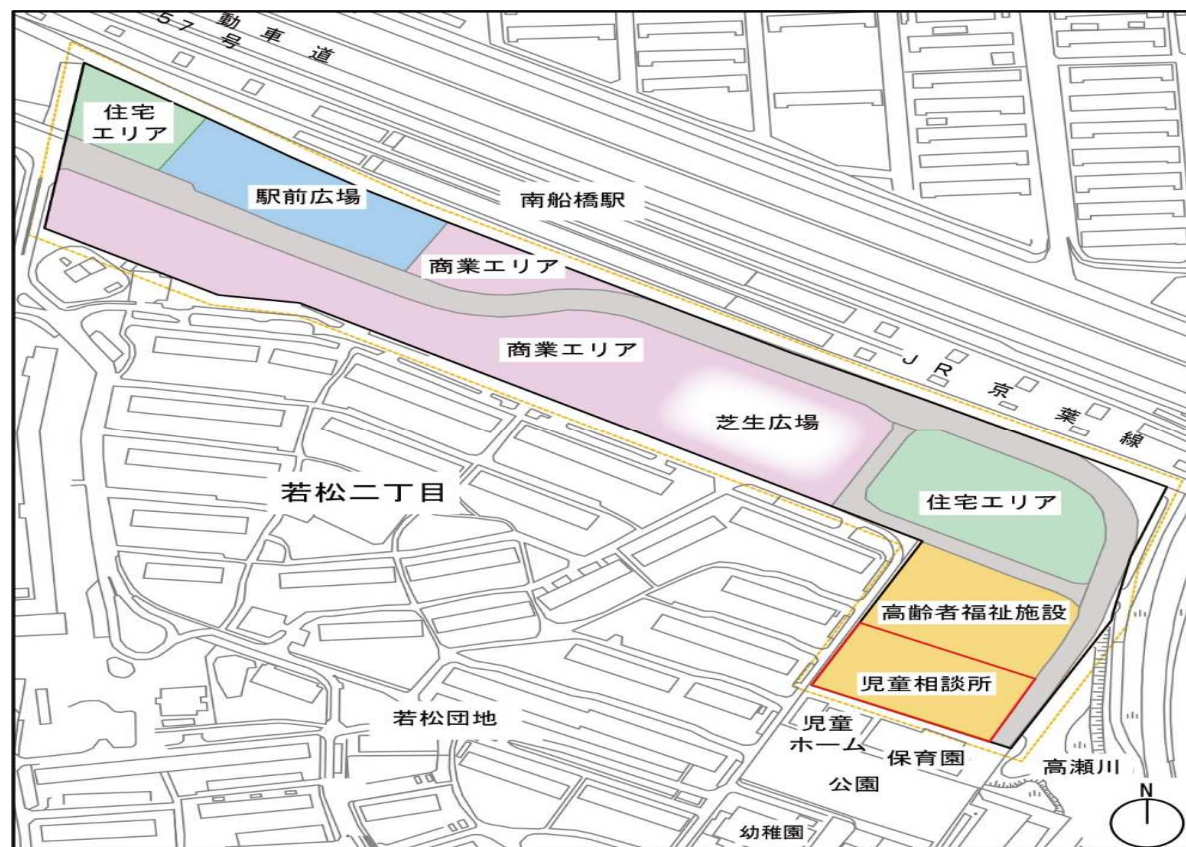 動車道
57号
住宅
エリア
駅前広場
南船橋駅
商業エリア
商業エリア
JR京葉線
芝生広場
若松二丁目
住宅エリア
高齢者福祉施設
児童相談所
若松団地
児童
ホーム
保育園
高瀬川
公園
幼稚園
N